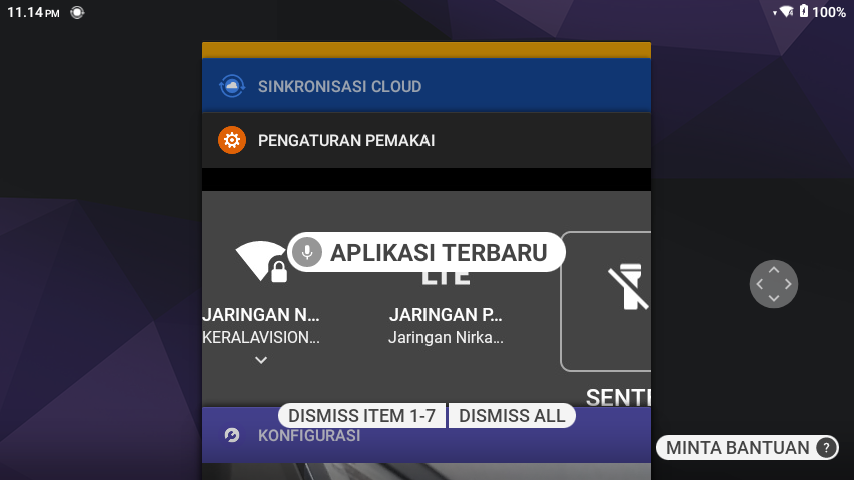 11.14 PM
100%
SINKRONISASI CLOUD
PENGATURAN PEMAKAI
APLIKASI TERBARU
LTE
JARINGAN N...
KERALAVISION...
JARINGAN P...
Jaringan Nirka...
SENT
DISMISS ITEM 1-7
DISMISS ALL
KONFIGURASI
MINTA BANTUAN ?